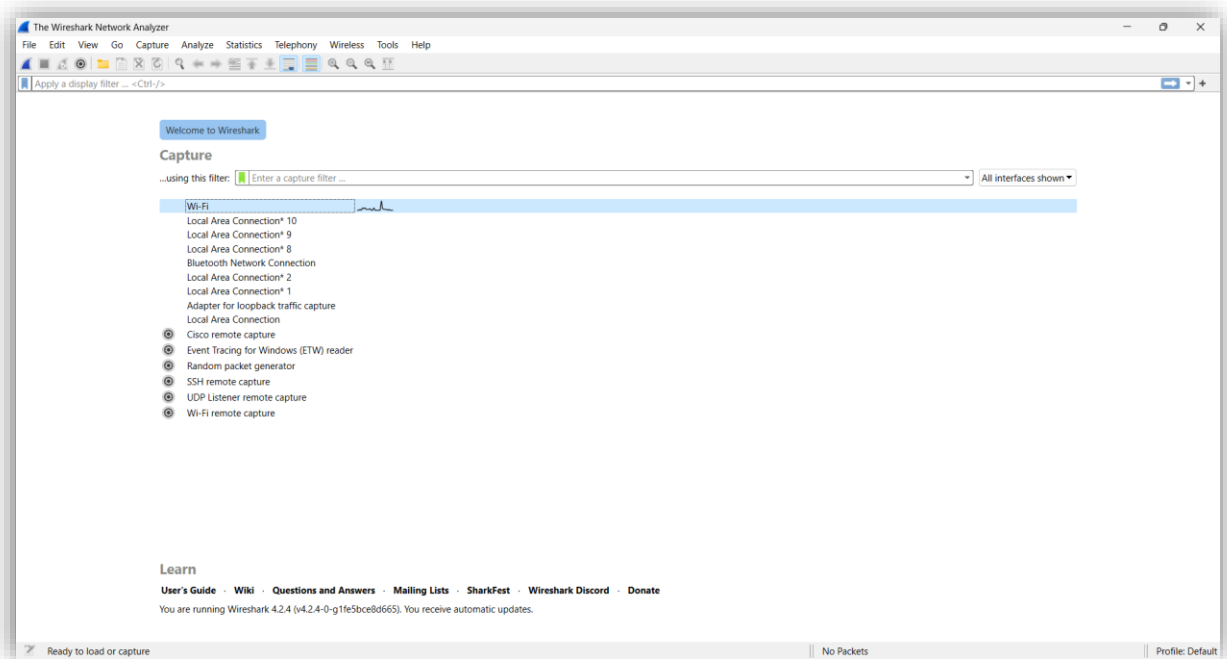 The Wireshark Network Analyzer
File Edit View Go Capture Analyze Statistics Telephony Wireless Tools Help
Apply a display filter ... <Ctrl-/>
Welcome to Wireshark
Capture
...using this filter: Enter a capture filter ... All interfaces shown
Wi-Fi
Local Area Connection* 10
Local Area Connection* 9
Local Area Connection* 8
Bluetooth Network Connection
Local Area Connection* 2
Local Area Connection* 1
Adapter for loopback traffic capture
Local Area Connection
Cisco remote capture
Event Tracing for Windows (ETW) reader
Random packet generator
SSH remote capture
UDP Listener remote capture
Wi-Fi remote capture
Learn
User's Guide · Wiki · Questions and Answers · Mailing Lists · SharkFest · Wireshark Discord · Donate
You are running Wireshark 4.2.4 (v4.2.4-0-g1fe5bce8d665). You receive automatic updates.
Ready to load or capture No Packets Profile: Default